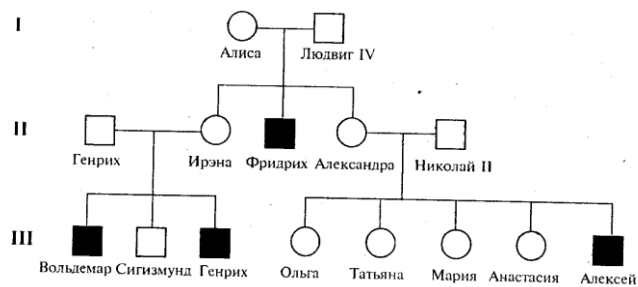 I
Алиса Людвиг IV
II
Генрих Ирэна Фридрих Александра Николай II
III
Вольдемар Сигизмунд Генрих Ольга Татьяна Мария Анастасия Алексей